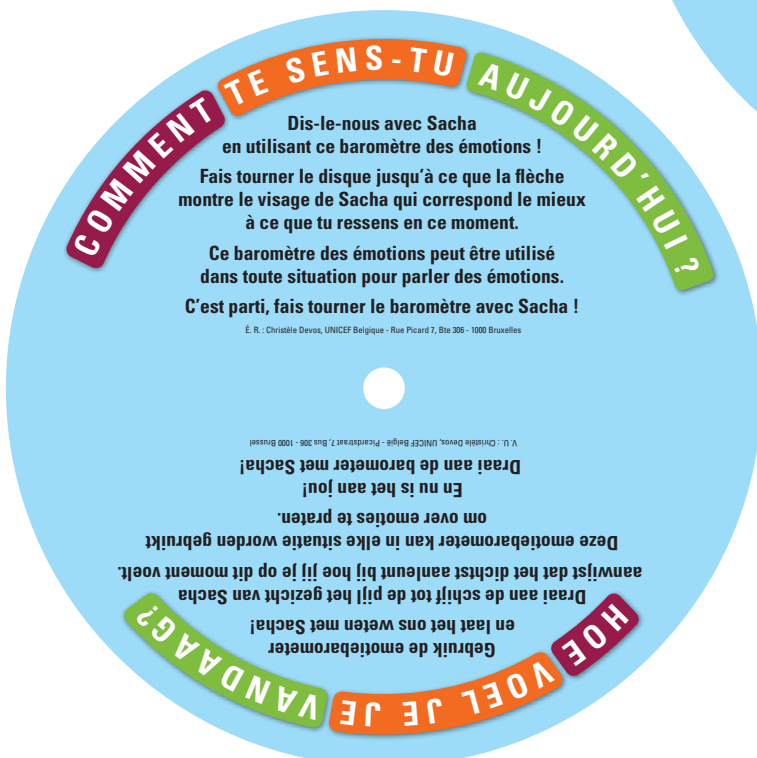 COMMENT TE SENS-TU AUJOURD'HUI ?
Dis-le-nous avec Sacha
en utilisant ce baromètre des émotions !
Fais tourner le disque jusqu'à ce que la flèche
montre le visage de Sacha qui correspond le mieux
à ce que tu ressens en ce moment.
Ce baromètre des émotions peut être utilisé
dans toute situation pour parler des émotions.
C'est parti, fais tourner le baromètre avec Sacha !
É. R. : Christèle Devos, UNICEF Belgique - Rue Picard 7, Bte 306 - 1000 Bruxelles
HOE VOEL JE JE VANDAAG?
Gebruik de emotiebarometer
en laat het ons weten met Sacha!
Draai aan de schijf tot de pijl het gezicht van Sacha
aanwijst dat het dichtst aanleunt bij hoe jij je op dit moment voelt.
Deze emotiebarometer kan in elke situatie worden gebruikt
om over emoties te praten.
En nu is het aan jou!
Draai aan de barometer met Sacha!
V. U. : Christèle Devos, UNICEF België - Picardstraat 7, Bus 306 - 1000 Brussel